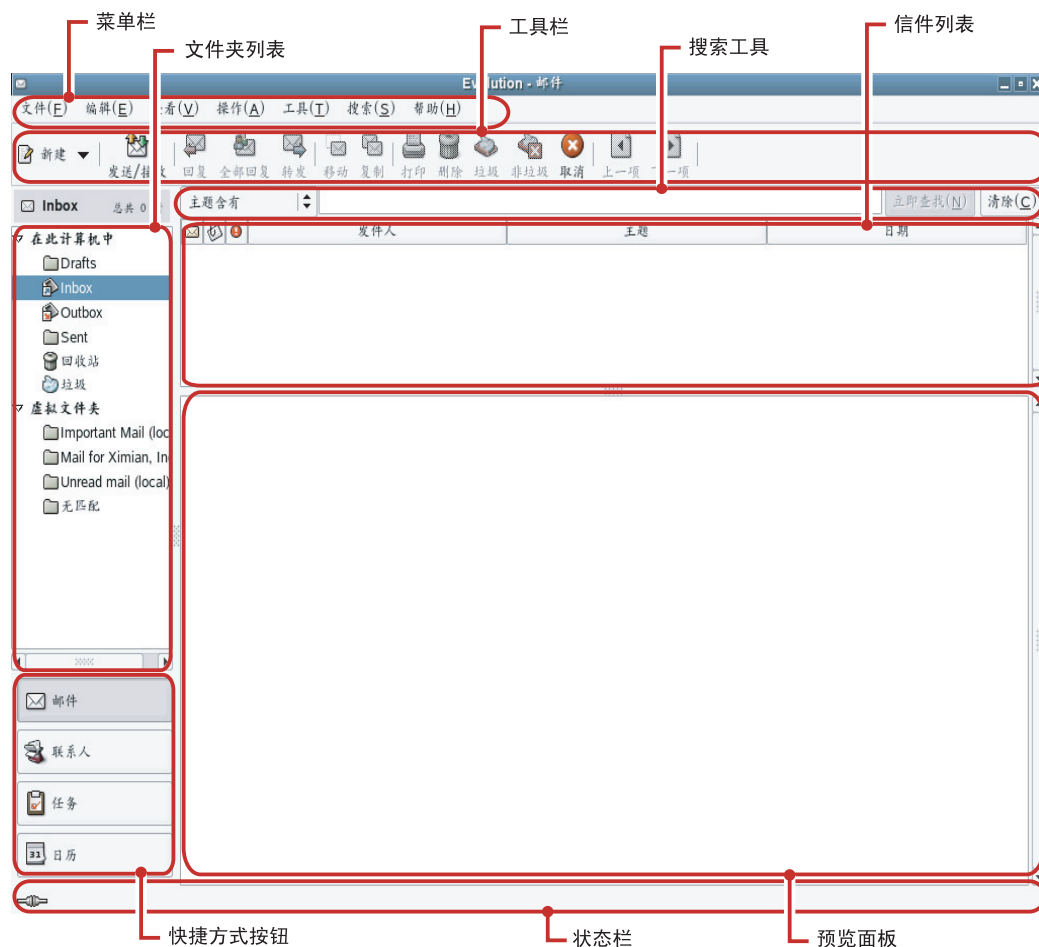 菜单栏
工具栏
信件列表
文件夹列表
搜索工具
Evolution - 邮件
文件(F) 编辑(E) 看(V) 操作(A) 工具(T) 搜索(S) 帮助(H)
新建
发送/接收 回复 全部回复 转发 移动 复制 打印 删除 垃圾 非垃圾 取消 上一项 下一项
Inbox 总共 0
主题含有 立即查找(N) 清除(C)
发件人 主题 日期
在此计算机中
Drafts
Inbox
Outbox
Sent
回收站
垃圾
虚拟文件夹
Important Mail (loc
Mail for Ximian, In
Unread mail (local)
无匹配
邮件
联系人
任务
31 日历
快捷方式按钮
状态栏
预览面板